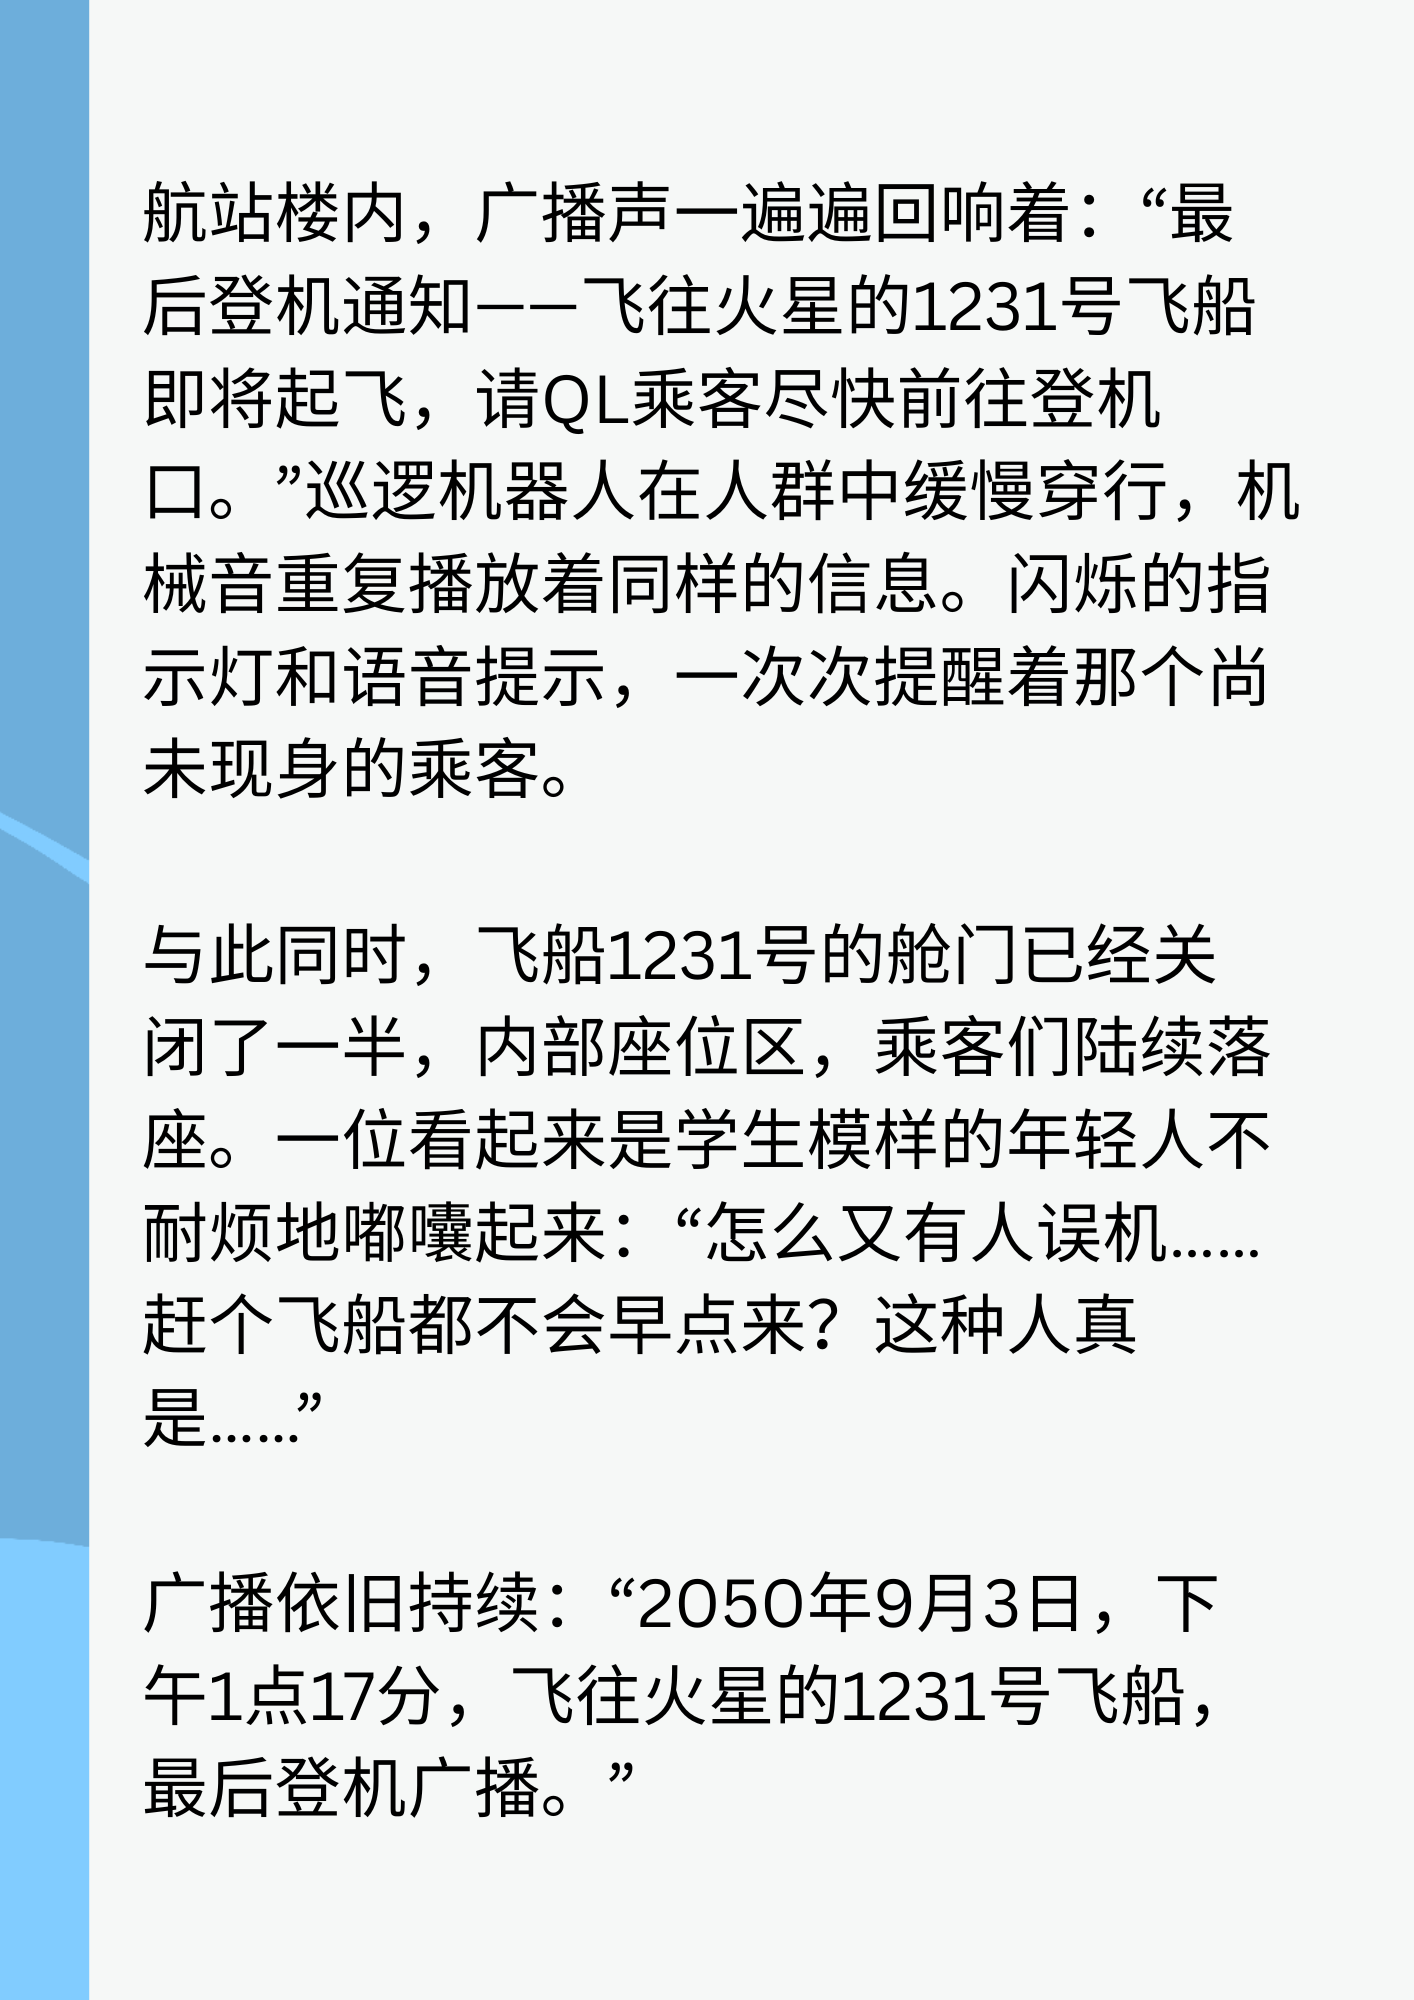 航站楼内，广播声一遍遍回响着：“最
后登机通知——飞往火星的1231号飞船
即将起飞，请QL乘客尽快前往登机
口。”巡逻机器人在人群中缓慢穿行，机
械音重复播放着同样的信息。闪烁的指
示灯和语音提示，一次次提醒着那个尚
未现身的乘客。
与此同时，飞船1231号的舱门已经关
闭了一半，内部座位区，乘客们陆续落
座。一位看起来是学生模样的年轻人不
耐烦地嘟囔起来：“怎么又有人误机……
赶个飞船都不会早点来？这种人真
是……”
广播依旧持续：“2050年9月3日，下
午1点17分，飞往火星的1231号飞船，
最后登机广播。”